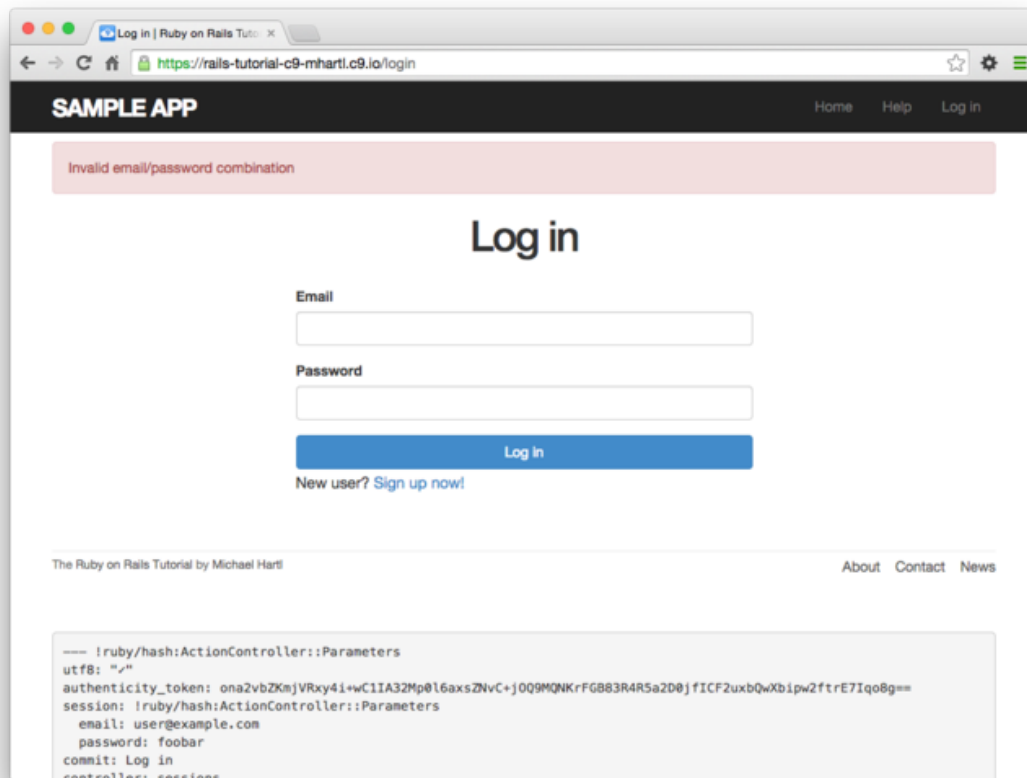 Log in | Ruby on Rails Tuto
https://rails-tutorial-c9-mhartl.c9.io/login
SAMPLE APP Home Help Log in
Invalid email/password combination
Log in
Email
Password
Log in
New user? Sign up now!
The Ruby on Rails Tutorial by Michael Hartl About Contact News
--- !ruby/hash:ActionController::Parameters
utf8: "✓"
authenticity_token: ona2vbZKmjVRxy4i+wC1IA32Mp0l6axsZNvC+jOQ9MQNKrFGB83R4R5a2D0jfICF2uxbQwXbipw2ftrE7Iqo8g==
session: !ruby/hash:ActionController::Parameters
email: user@example.com
password: foobar
commit: Log in
controller: sessions